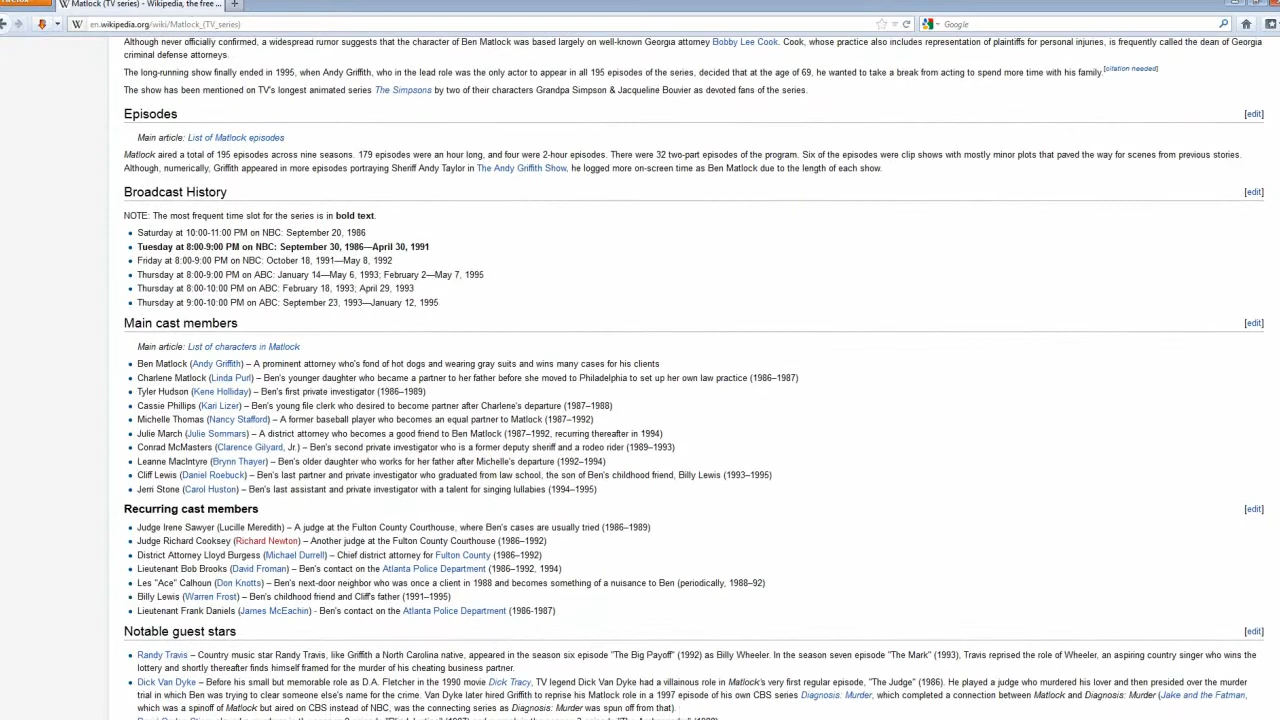 Matlock (TV series) - Wikipedia, the free ...
en.wikipedia.org/wiki/Matlock_(TV_series)
Google
Although never officially confirmed, a widespread rumor suggests that the character of Ben Matlock was based largely on well-known Georgia attorney Bobby Lee Cook. Cook, whose practice also includes representation of plaintiffs for personal injuries, is frequently called the dean of Georgia
criminal defense attorneys.
The long-running show finally ended in 1995, when Andy Griffith, who in the lead role was the only actor to appear in all 195 episodes of the series, decided that at the age of 69, he wanted to take a break from acting to spend more time with his family.[citation needed]
The show has been mentioned on TV's longest animated series The Simpsons by two of their characters Grandpa Simpson & Jacqueline Bouvier as devoted fans of the series.
Episodes [edit]
Main article: List of Matlock episodes
Matlock aired a total of 195 episodes across nine seasons. 179 episodes were an hour long, and four were 2-hour episodes. There were 32 two-part episodes of the program. Six of the episodes were clip shows with mostly minor plots that paved the way for scenes from previous stories.
Although, numerically, Griffith appeared in more episodes portraying Sheriff Andy Taylor in The Andy Griffith Show, he logged more on-screen time as Ben Matlock due to the length of each show.
Broadcast History [edit]
NOTE: The most frequent time slot for the series is in bold text.
Saturday at 10:00-11:00 PM on NBC: September 20, 1986
Tuesday at 8:00-9:00 PM on NBC: September 30, 1986—April 30, 1991
Friday at 8:00-9:00 PM on NBC: October 18, 1991—May 8, 1992
Thursday at 8:00-9:00 PM on ABC: January 14—May 6, 1993; February 2—May 7, 1995
Thursday at 8:00-10:00 PM on ABC: February 18, 1993; April 29, 1993
Thursday at 9:00-10:00 PM on ABC: September 23, 1993—January 12, 1995
Main cast members [edit]
Main article: List of characters in Matlock
Ben Matlock (Andy Griffith) – A prominent attorney who's fond of hot dogs and wearing gray suits and wins many cases for his clients
Charlene Matlock (Linda Purl) – Ben's younger daughter who became a partner to her father before she moved to Philadelphia to set up her own law practice (1986–1987)
Tyler Hudson (Kene Holliday) – Ben's first private investigator (1986–1989)
Cassie Phillips (Kari Lizer) – Ben's young file clerk who desired to become partner after Charlene's departure (1987–1988)
Michelle Thomas (Nancy Stafford) – A former baseball player who becomes an equal partner to Matlock (1987–1992)
Julie March (Julie Sommars) – A district attorney who becomes a good friend to Ben Matlock (1987–1992, recurring thereafter in 1994)
Conrad McMasters (Clarence Gilyard, Jr.) – Ben's second private investigator who is a former deputy sheriff and a rodeo rider (1989–1993)
Leanne MacIntyre (Brynn Thayer) – Ben's older daughter who works for her father after Michelle's departure (1992–1994)
Cliff Lewis (Daniel Roebuck) – Ben's last partner and private investigator who graduated from law school, the son of Ben's childhood friend, Billy Lewis (1993–1995)
Jerri Stone (Carol Huston) – Ben's last assistant and private investigator with a talent for singing lullabies (1994–1995)
Recurring cast members [edit]
Judge Irene Sawyer (Lucille Meredith) – A judge at the Fulton County Courthouse, where Ben's cases are usually tried (1986–1989)
Judge Richard Cooksey (Richard Newton) – Another judge at the Fulton County Courthouse (1986–1992)
District Attorney Lloyd Burgess (Michael Durrell) – Chief district attorney for Fulton County (1986–1992)
Lieutenant Bob Brooks (David Froman) – Ben's contact on the Atlanta Police Department (1986–1992, 1994)
Les "Ace" Calhoun (Don Knotts) – Ben's next-door neighbor who was once a client in 1988 and becomes something of a nuisance to Ben (periodically, 1988–92)
Billy Lewis (Warren Frost) – Ben's childhood friend and Cliff's father (1991–1995)
Lieutenant Frank Daniels (James McEachin) - Ben's contact on the Atlanta Police Department (1986-1987)
Notable guest stars [edit]
Randy Travis – Country music star Randy Travis, like Griffith a North Carolina native, appeared in the season six episode "The Big Payoff" (1992) as Billy Wheeler. In the season seven episode "The Mark" (1993), Travis reprised the role of Wheeler, an aspiring country singer who wins the
lottery and shortly thereafter finds himself framed for the murder of his cheating business partner.
Dick Van Dyke – Before his small but memorable role as D.A. Fletcher in the 1990 movie Dick Tracy, TV legend Dick Van Dyke had a villainous role in Matlock's very first regular episode, "The Judge" (1986). He played a judge who murdered his lover and then presided over the murder
trial in which Ben was trying to clear someone else's name for the crime. Van Dyke later hired Griffith to reprise his Matlock role in a 1997 episode of his own CBS series Diagnosis: Murder, which completed a connection between Matlock and Diagnosis: Murder (Jake and the Fatman,
which was a spinoff of Matlock but aired on CBS instead of NBC, was the connecting series as Diagnosis: Murder was spun off from that).